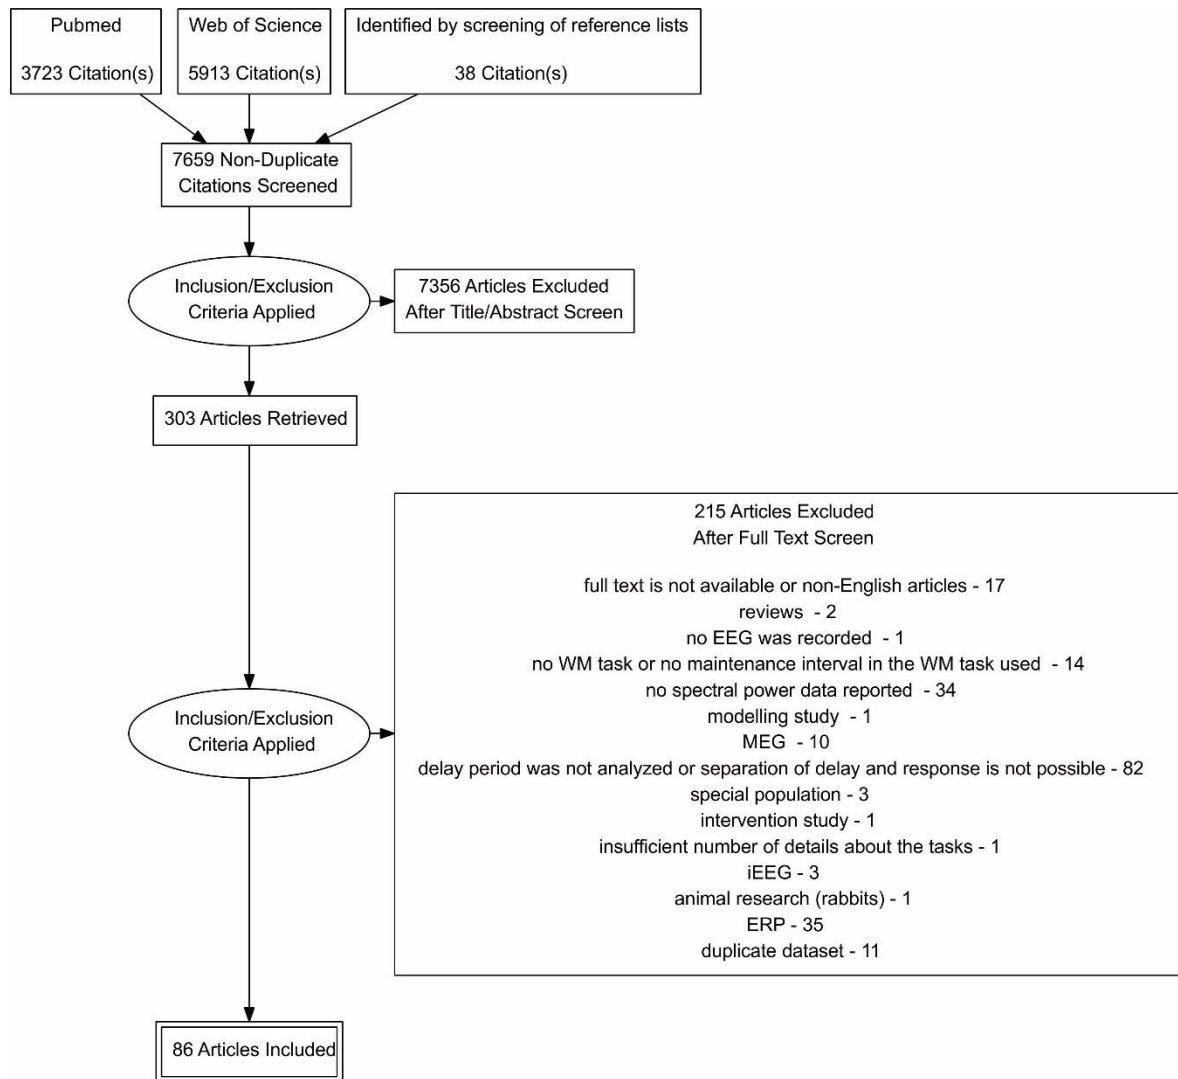 Pubmed
3723 Citation(s)
Web of Science
5913 Citation(s)
Identified by screening of reference lists
38 Citation(s)
7659 Non-Duplicate
Citations Screened
Inclusion/Exclusion
Criteria Applied
7356 Articles Excluded
After Title/Abstract Screen
303 Articles Retrieved
215 Articles Excluded
After Full Text Screen
full text is not available or non-English articles - 17
reviews - 2
no EEG was recorded - 1
no WM task or no maintenance interval in the WM task used - 14
no spectral power data reported - 34
modelling study - 1
MEG - 10
delay period was not analyzed or separation of delay and response is not possible - 82
special population - 3
intervention study - 1
insufficient number of details about the tasks - 1
iEEG - 3
animal research (rabbits) - 1
ERP - 35
duplicate dataset - 11
Inclusion/Exclusion
Criteria Applied
86 Articles Included